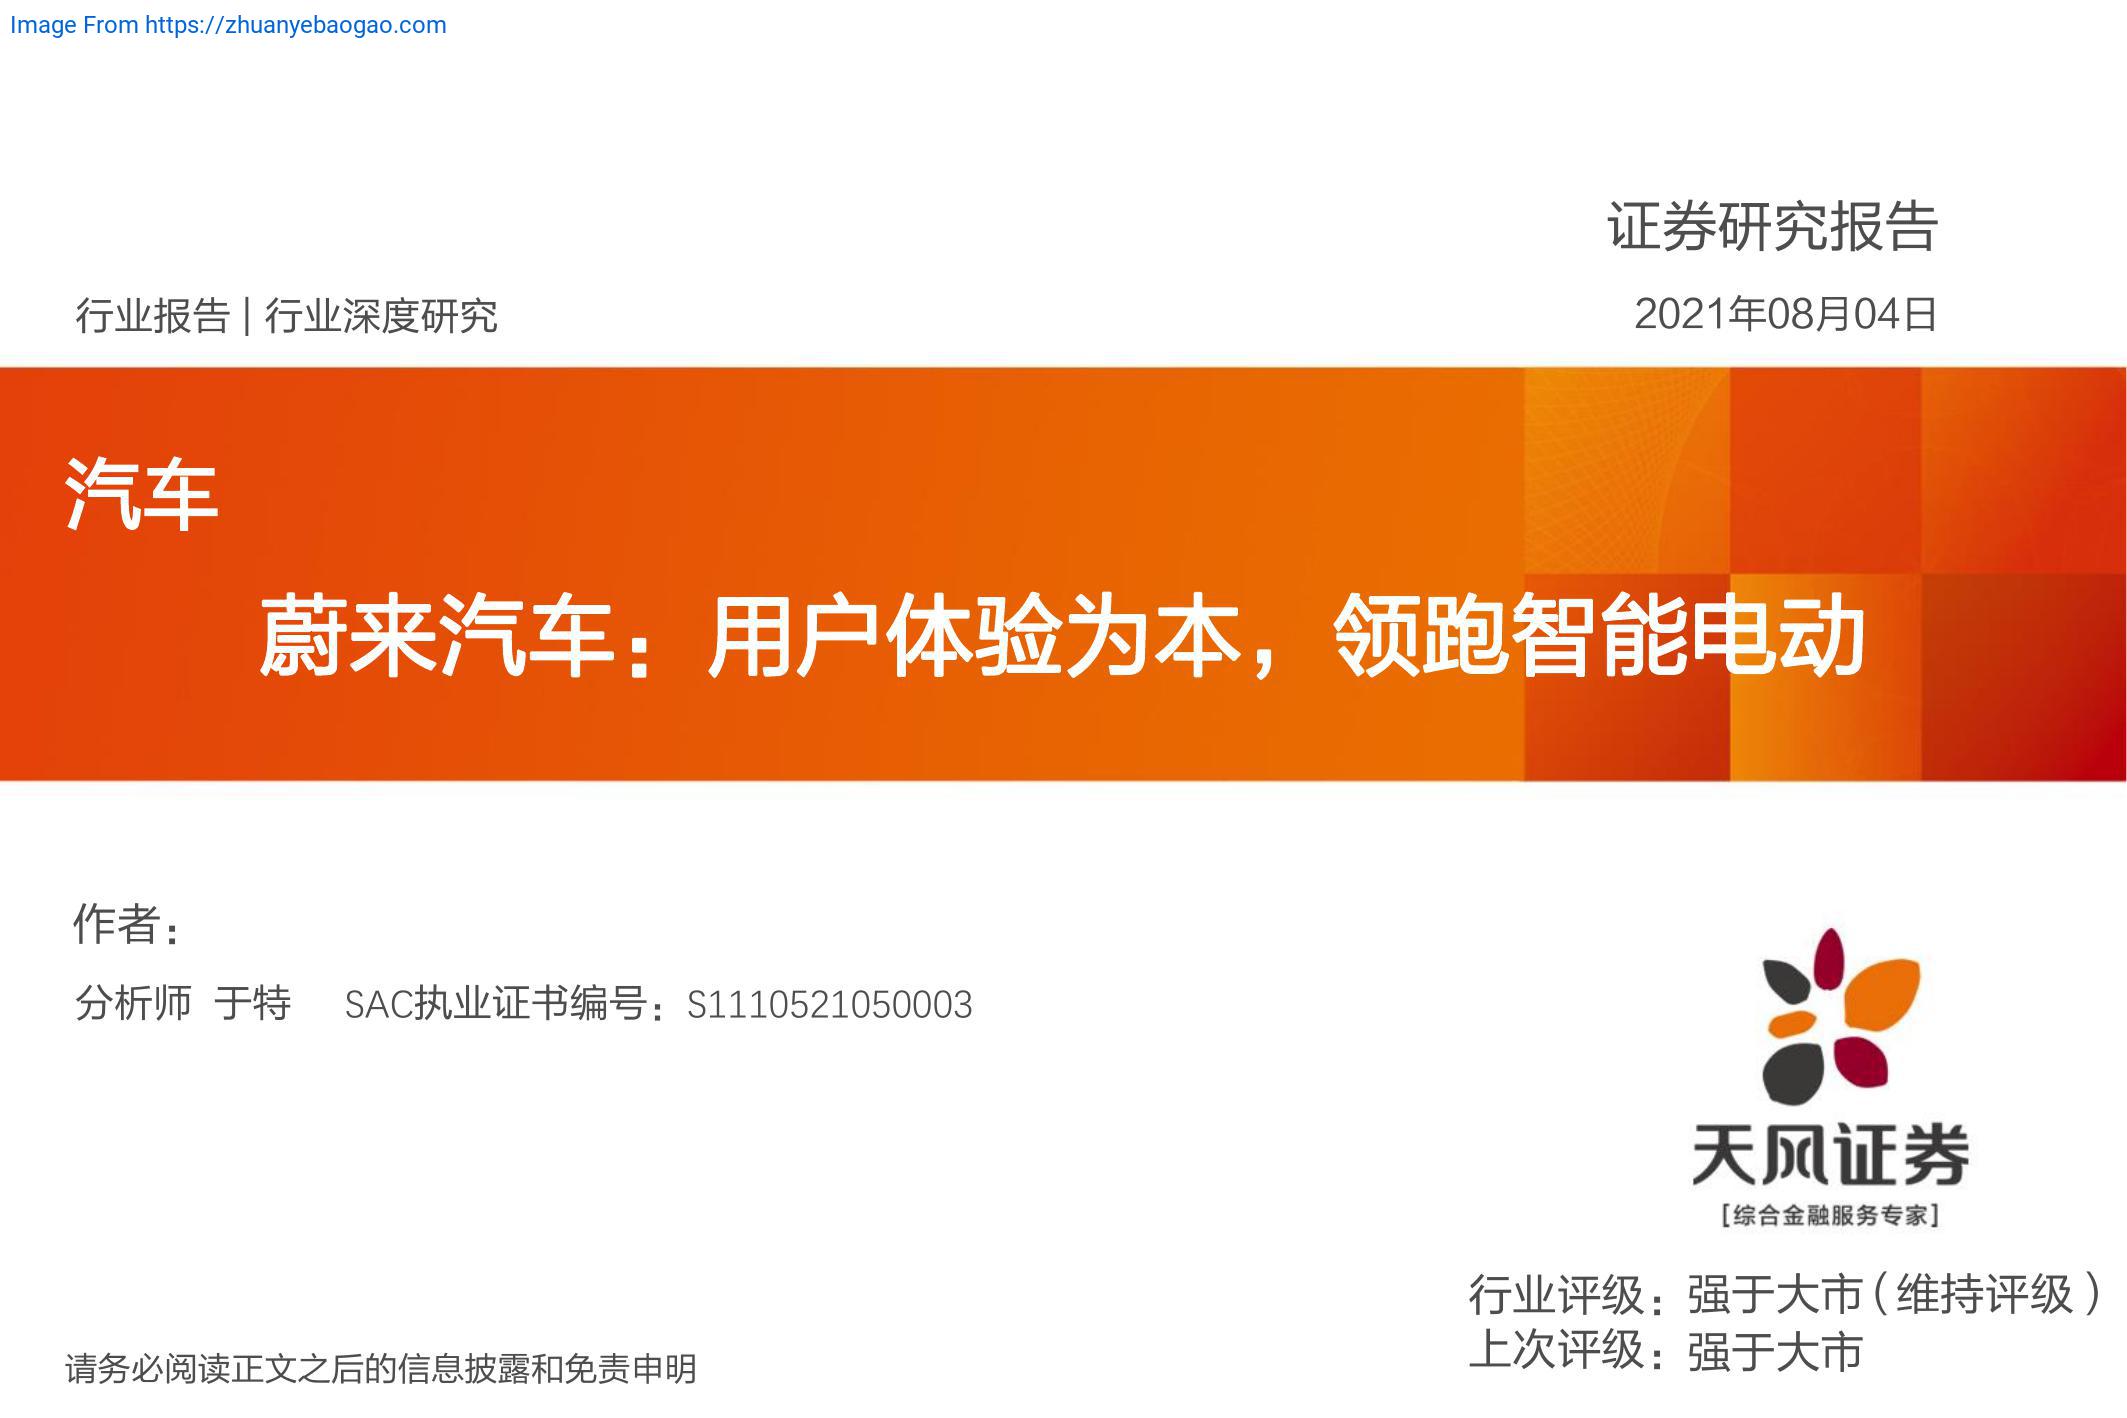 Image From https://zhuanyebaogao.com
证券研究报告
行业报告 | 行业深度研究
2021年08月04日
汽车
蔚来汽车：用户体验为本，领跑智能电动
作者：
分析师 于特 SAC执业证书编号：S1110521050003
天风证券
[综合金融服务专家]
行业评级：强于大市（维持评级）
上次评级：强于大市
请务必阅读正文之后的信息披露和免责申明